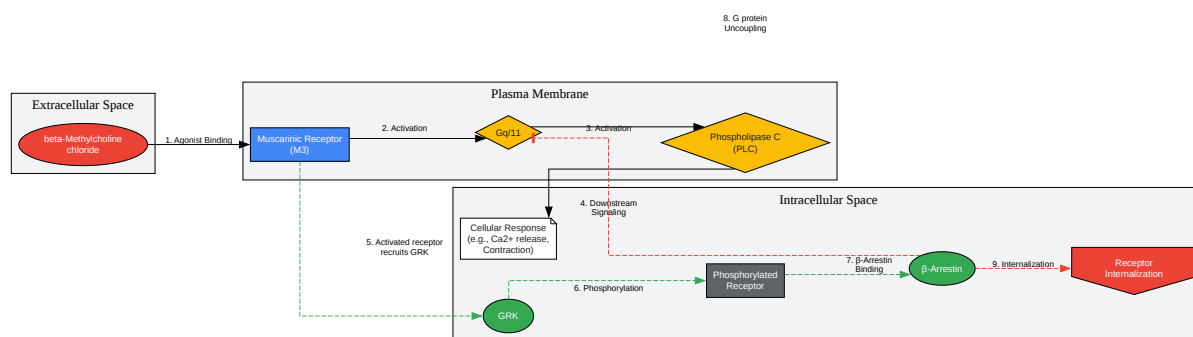 8. G protein
Uncoupling
Plasma Membrane
Extracellular Space
beta-Methylcholine
chloride
1. Agonist Binding
Muscarinic Receptor
(M3)
2. Activation
Gq/11
3. Activation
Phospholipase C
(PLC)
Intracellular Space
4. Downstream
Signaling
Cellular Response
(e.g., Ca2+ release,
Contraction)
5. Activated receptor
recruits GRK
GRK
6. Phosphorylation
Phosphorylated
Receptor
7. β-Arrestin
Binding
β-Arrestin
9. Internalization
Receptor
Internalization